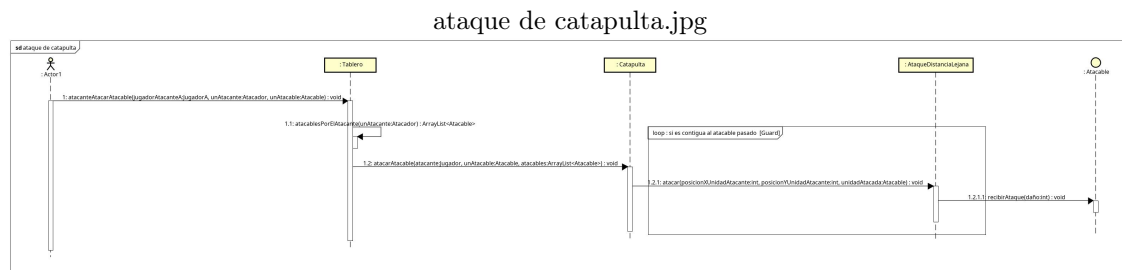 ataque de catapulta.jpg
sd ataque de catapulta
: Actor1
: Tablero
: Catapulta
: AtaqueDistanciaLejana
: Atacable
1: atacanteAtacarAtacable(jugadorAtacanteA:JugadorA, unAtacante:Atacador, unAtacable:Atacable) : void
1.1: atacablesPorElAtacante(unAtacante:Atacador) : ArrayList<Atacable>
loop : si es contigua al atacable pasado [Guard]
1.2: atacarAtacable(atacante:Jugador, unAtacable:Atacable, atacables:ArrayList<Atacable>) : void
1.2.1: atacar(posicionXUnidadAtacante:int, posicionYUnidadAtacante:int, unidadAtacada:Atacable) : void
1.2.1.1: recibirAtaque(daño:int) : void